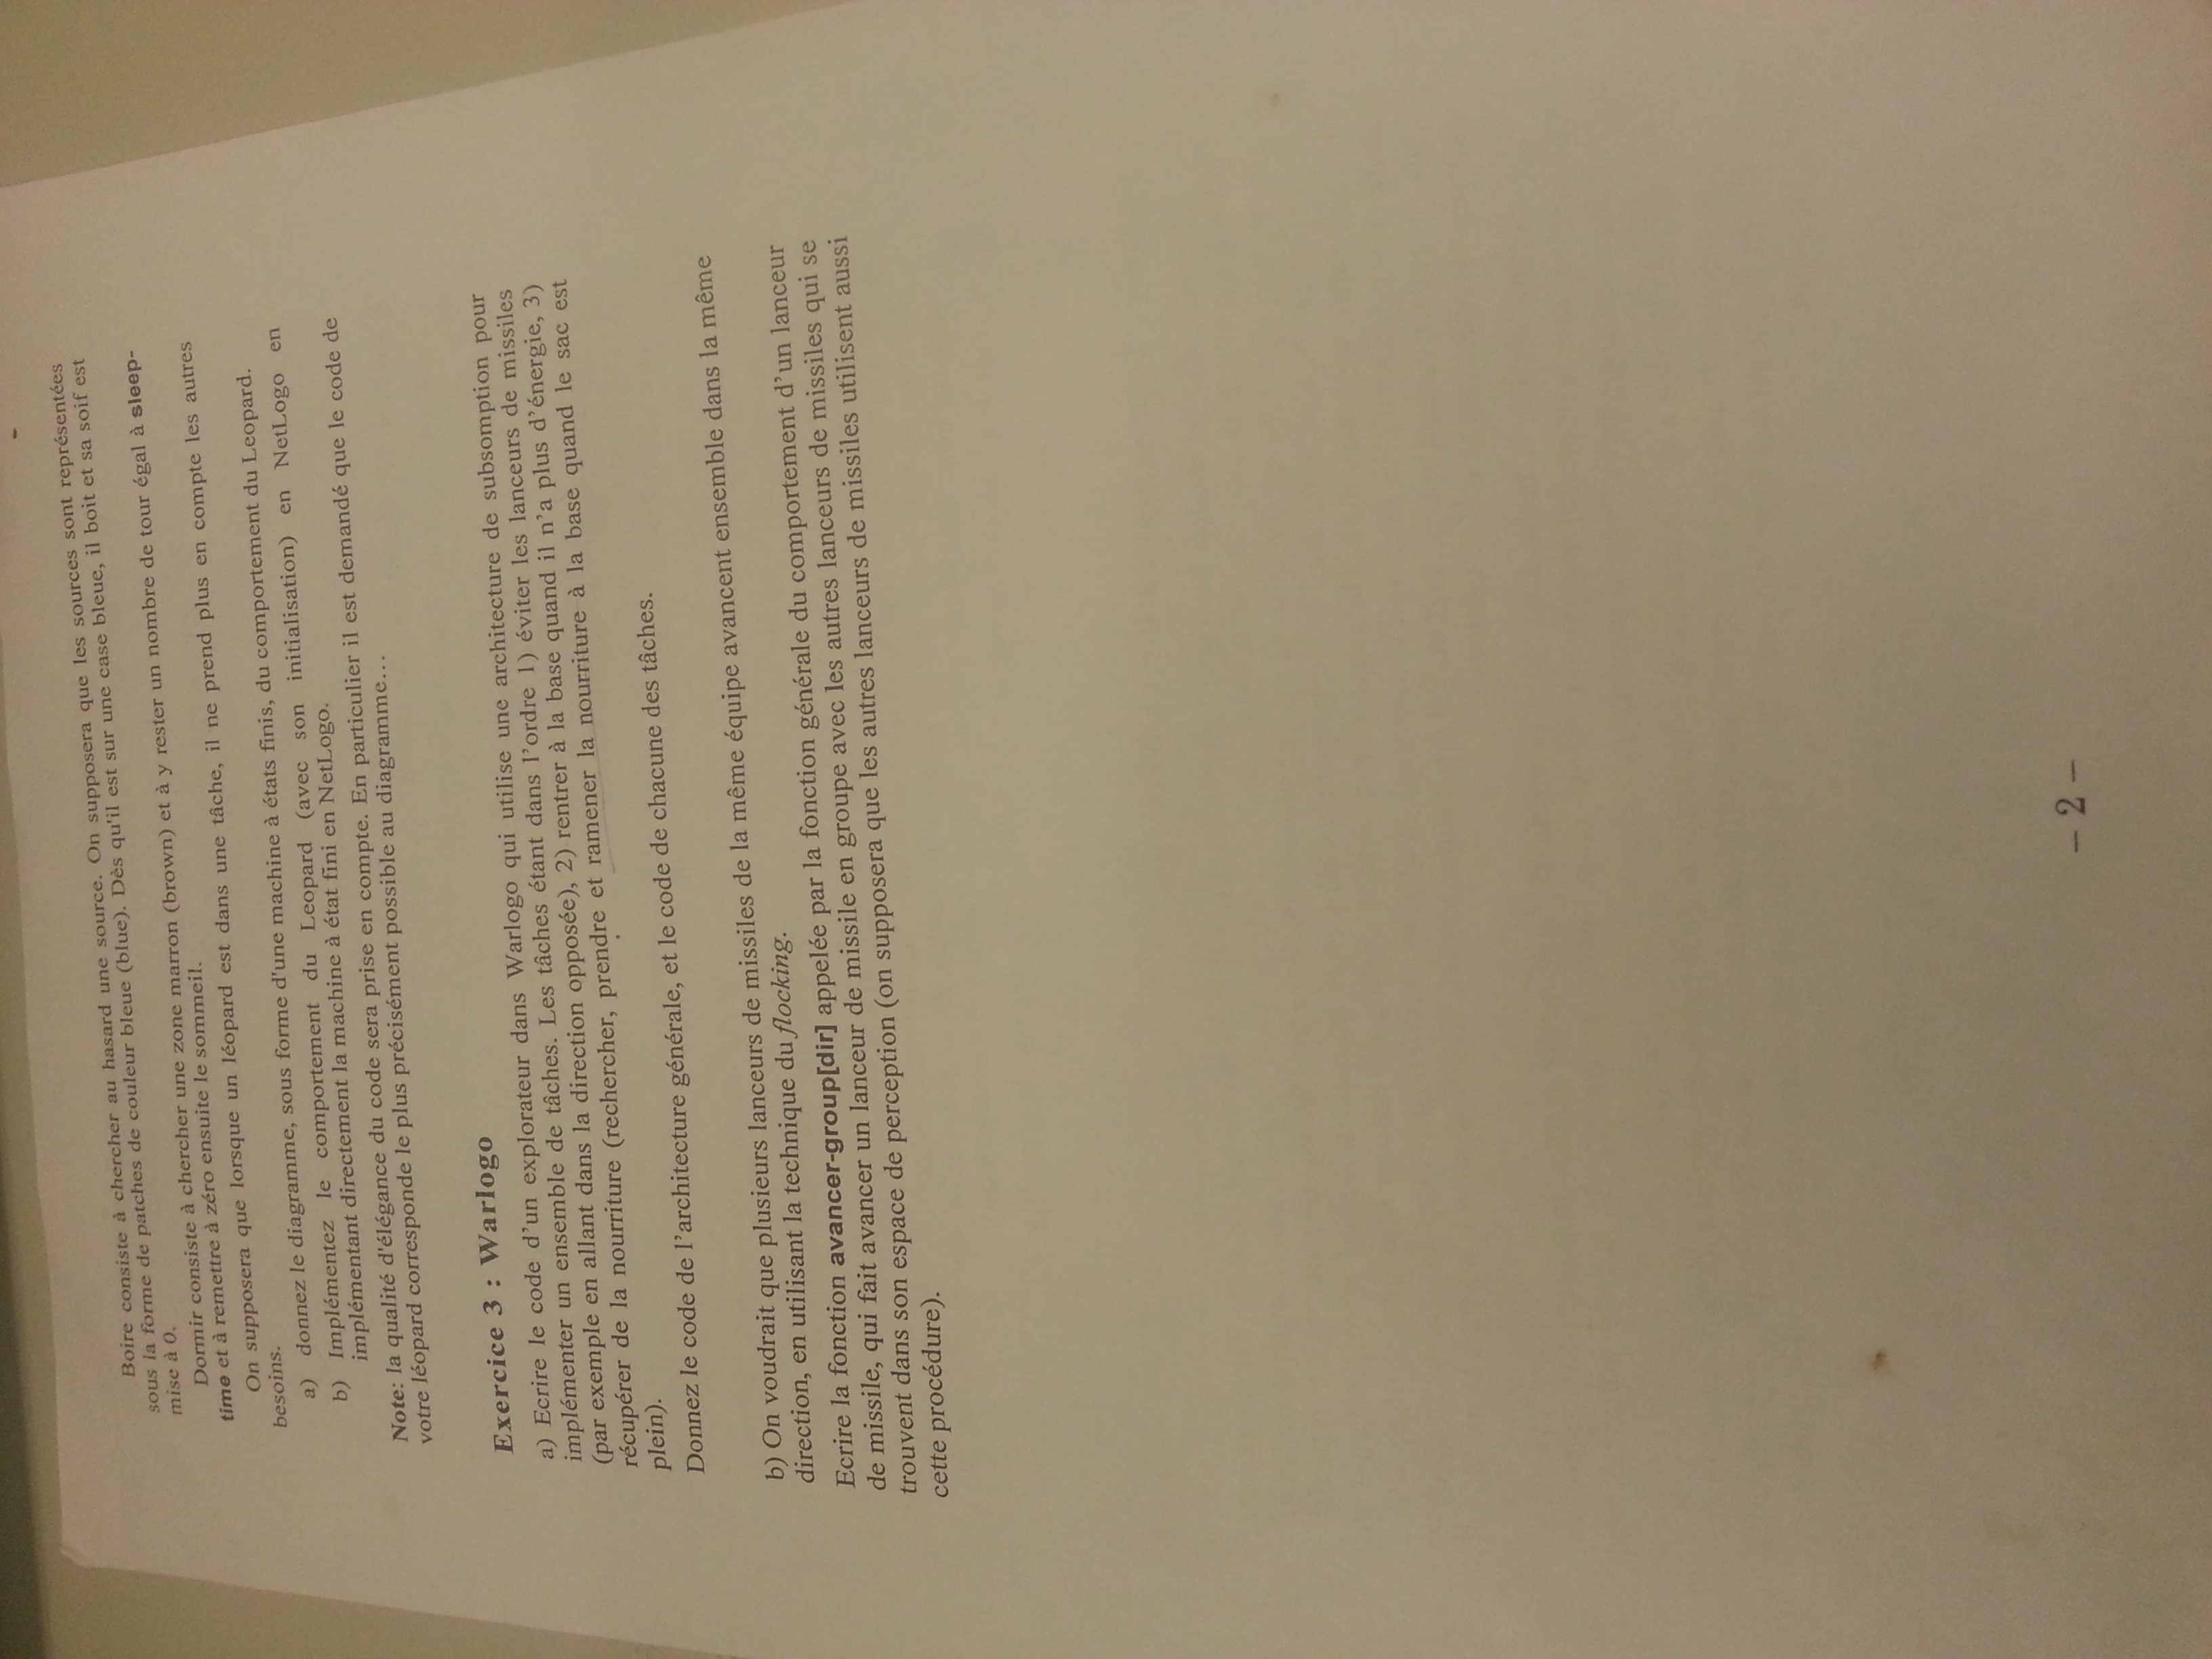 Boire consiste à chercher au hasard une source. On supposera que les sources sont représentées
sous la forme de patches de couleur bleue (blue). Dès qu'il est sur une case bleue, il boit et sa soif est
mise à 0.
Dormir consiste à chercher une zone marron (brown) et à y rester un nombre de tour égal à sleep-
time et à remettre à zéro ensuite le sommeil.
On supposera que lorsque un léopard est dans une tâche, il ne prend plus en compte les autres
besoins.
a) donnez le diagramme, sous forme d'une machine à états finis, du comportement du Leopard.
b) Implémentez le comportement du Leopard (avec son initialisation) en NetLogo en
implémentant directement la machine à état fini en NetLogo.
Note: la qualité d'élégance du code sera prise en compte. En particulier il est demandé que le code de
votre léopard corresponde le plus précisément possible au diagramme…
Exercice 3 : Warlogo
a) Ecrire le code d’un explorateur dans Warlogo qui utilise une architecture de subsomption pour
implémenter un ensemble de tâches. Les tâches étant dans l’ordre 1) éviter les lanceurs de missiles
(par exemple en allant dans la direction opposée), 2) rentrer à la base quand il n’a plus d’énergie, 3)
récupérer de la nourriture (rechercher, prendre et ramener la nourriture à la base quand le sac est
plein).
Donnez le code de l’architecture générale, et le code de chacune des tâches.
b) On voudrait que plusieurs lanceurs de missiles de la même équipe avancent ensemble dans la même
direction, en utilisant la technique du flocking.
Ecrire la fonction avancer-group[dir] appelée par la fonction générale du comportement d’un lanceur
de missile, qui fait avancer un lanceur de missile en groupe avec les autres lanceurs de missiles qui se
trouvent dans son espace de perception (on supposera que les autres lanceurs de missiles utilisent aussi
cette procédure).
– 2 –